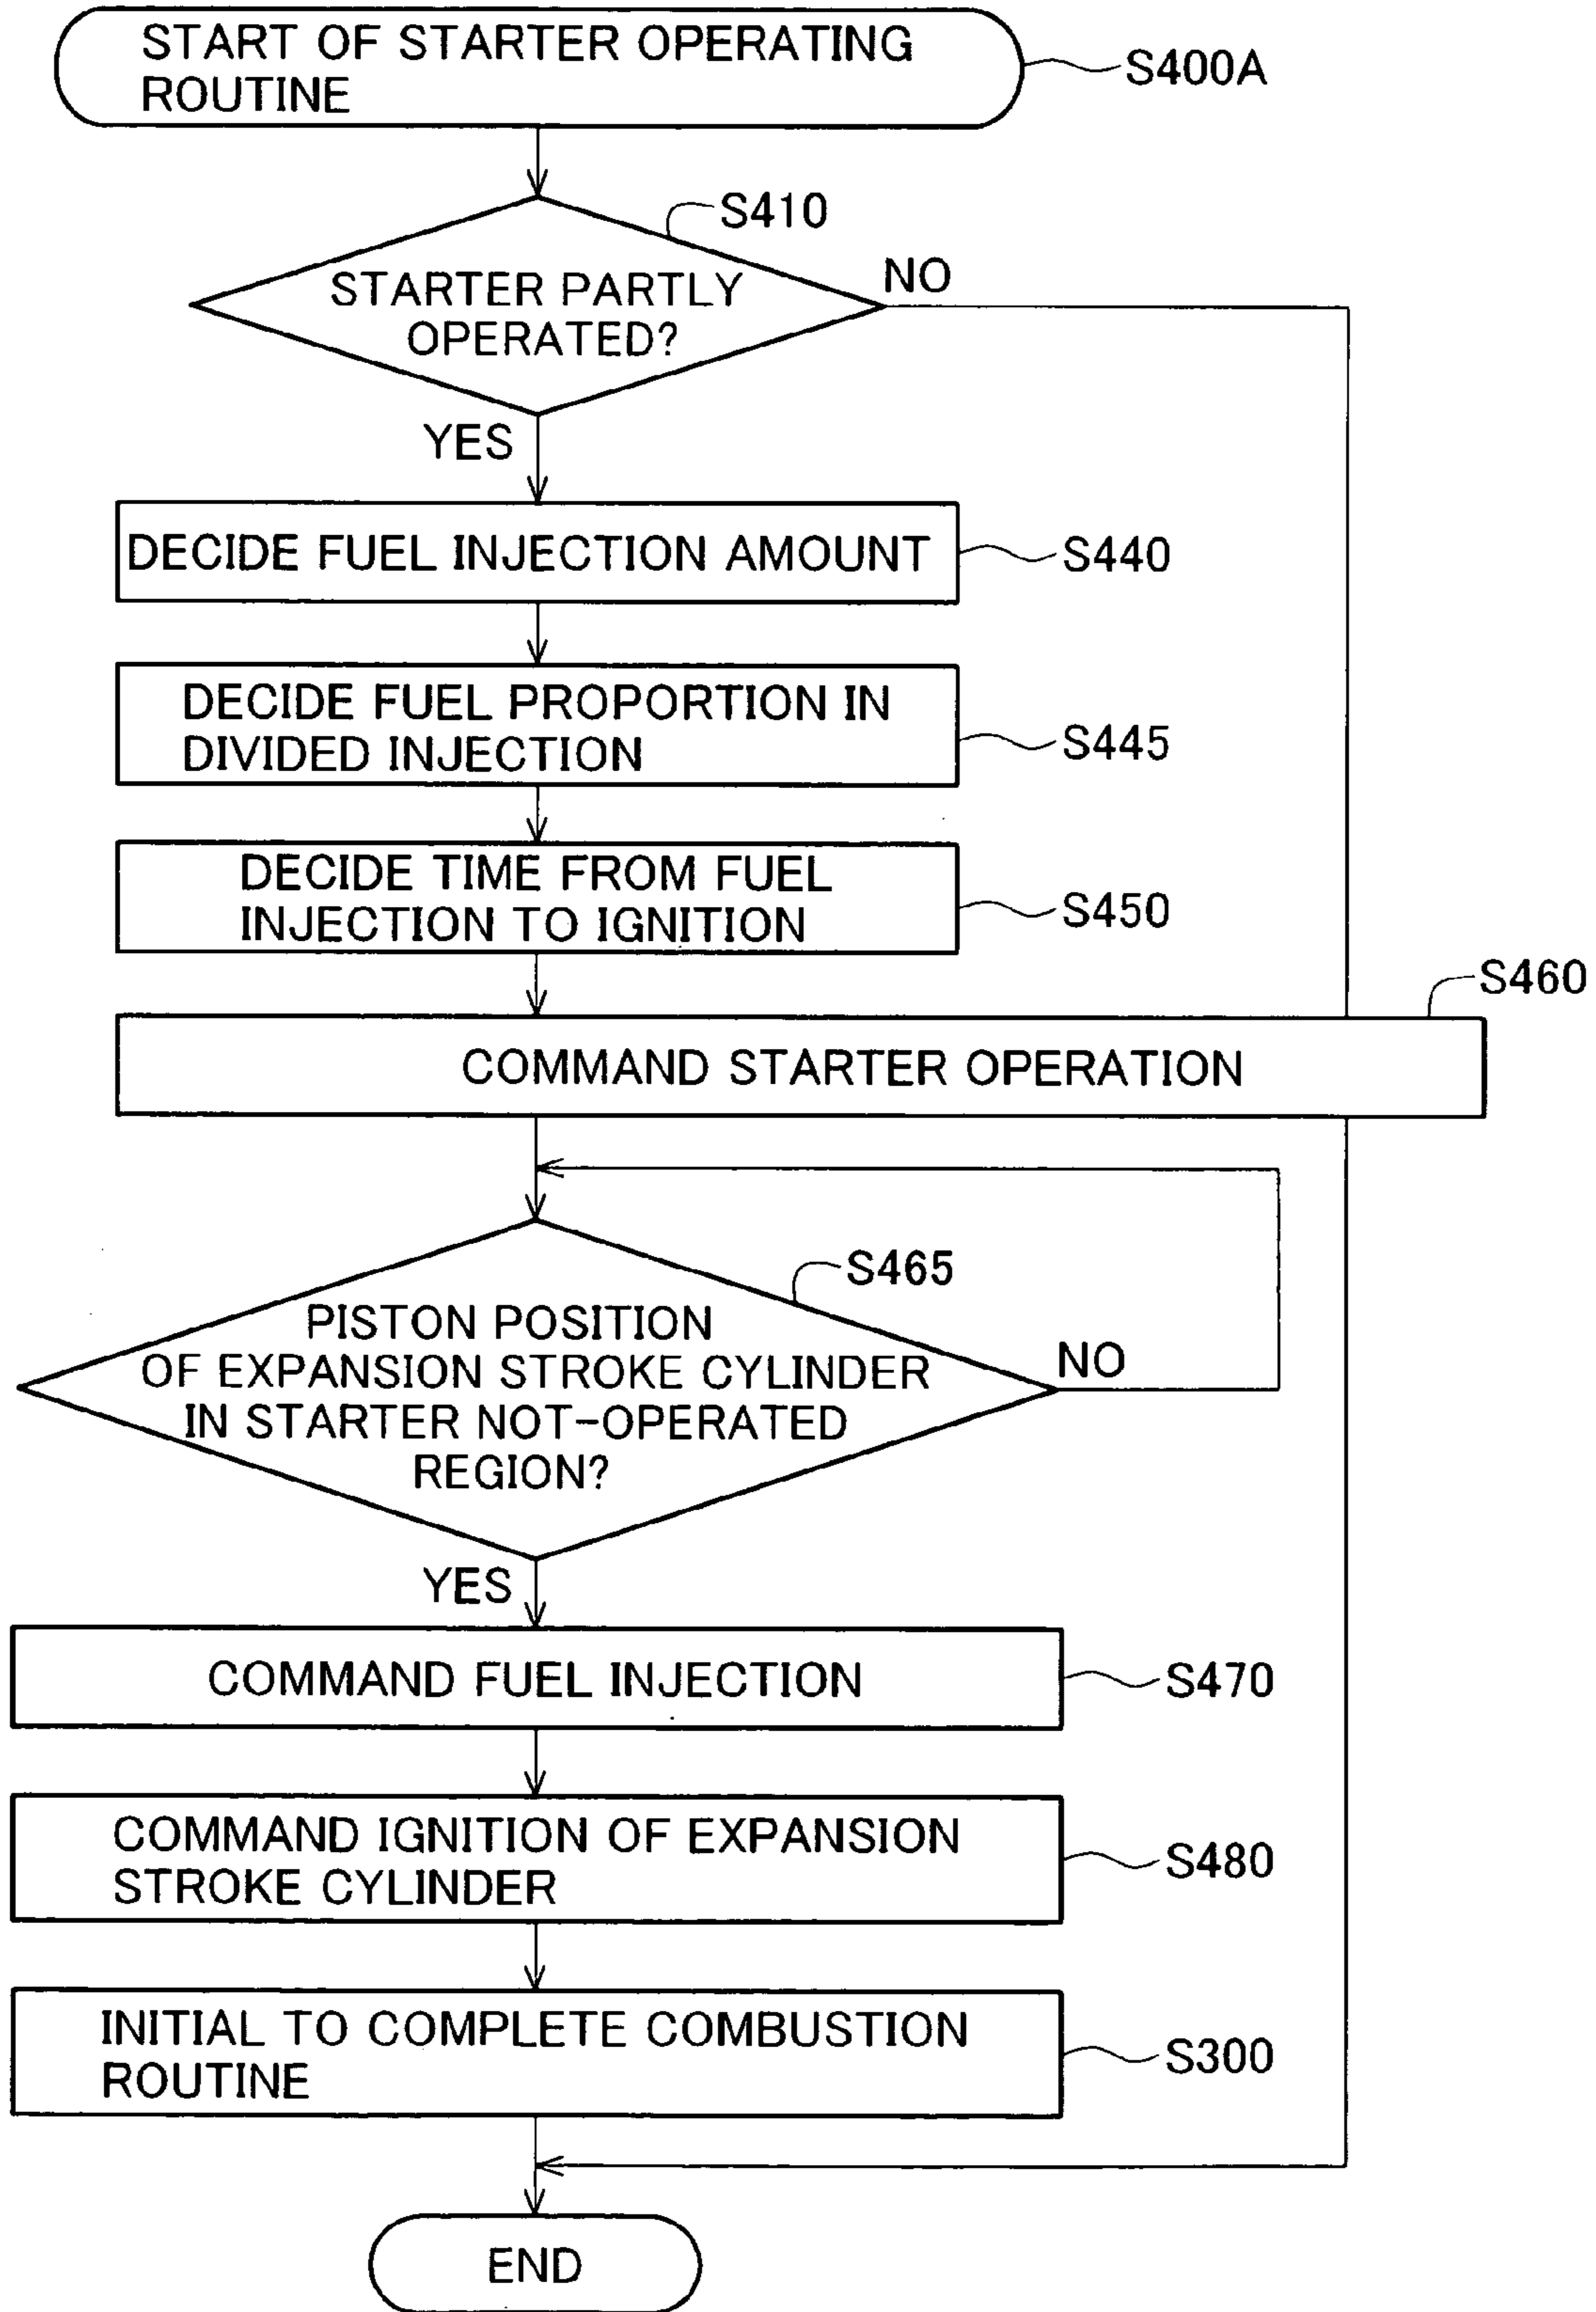 START OF STARTER OPERATING
ROUTINE
S400A
S410
STARTER PARTLY
OPERATED?
NO
YES
DECIDE FUEL INJECTION AMOUNT
S440
DECIDE FUEL PROPORTION IN
DIVIDED INJECTION
S445
DECIDE TIME FROM FUEL
INJECTION TO IGNITION
S450
S460
COMMAND STARTER OPERATION
S465
PISTON POSITION
OF EXPANSION STROKE CYLINDER
IN STARTER NOT-OPERATED
REGION?
NO
YES
COMMAND FUEL INJECTION
S470
COMMAND IGNITION OF EXPANSION
STROKE CYLINDER
S480
INITIAL TO COMPLETE COMBUSTION
ROUTINE
S300
END